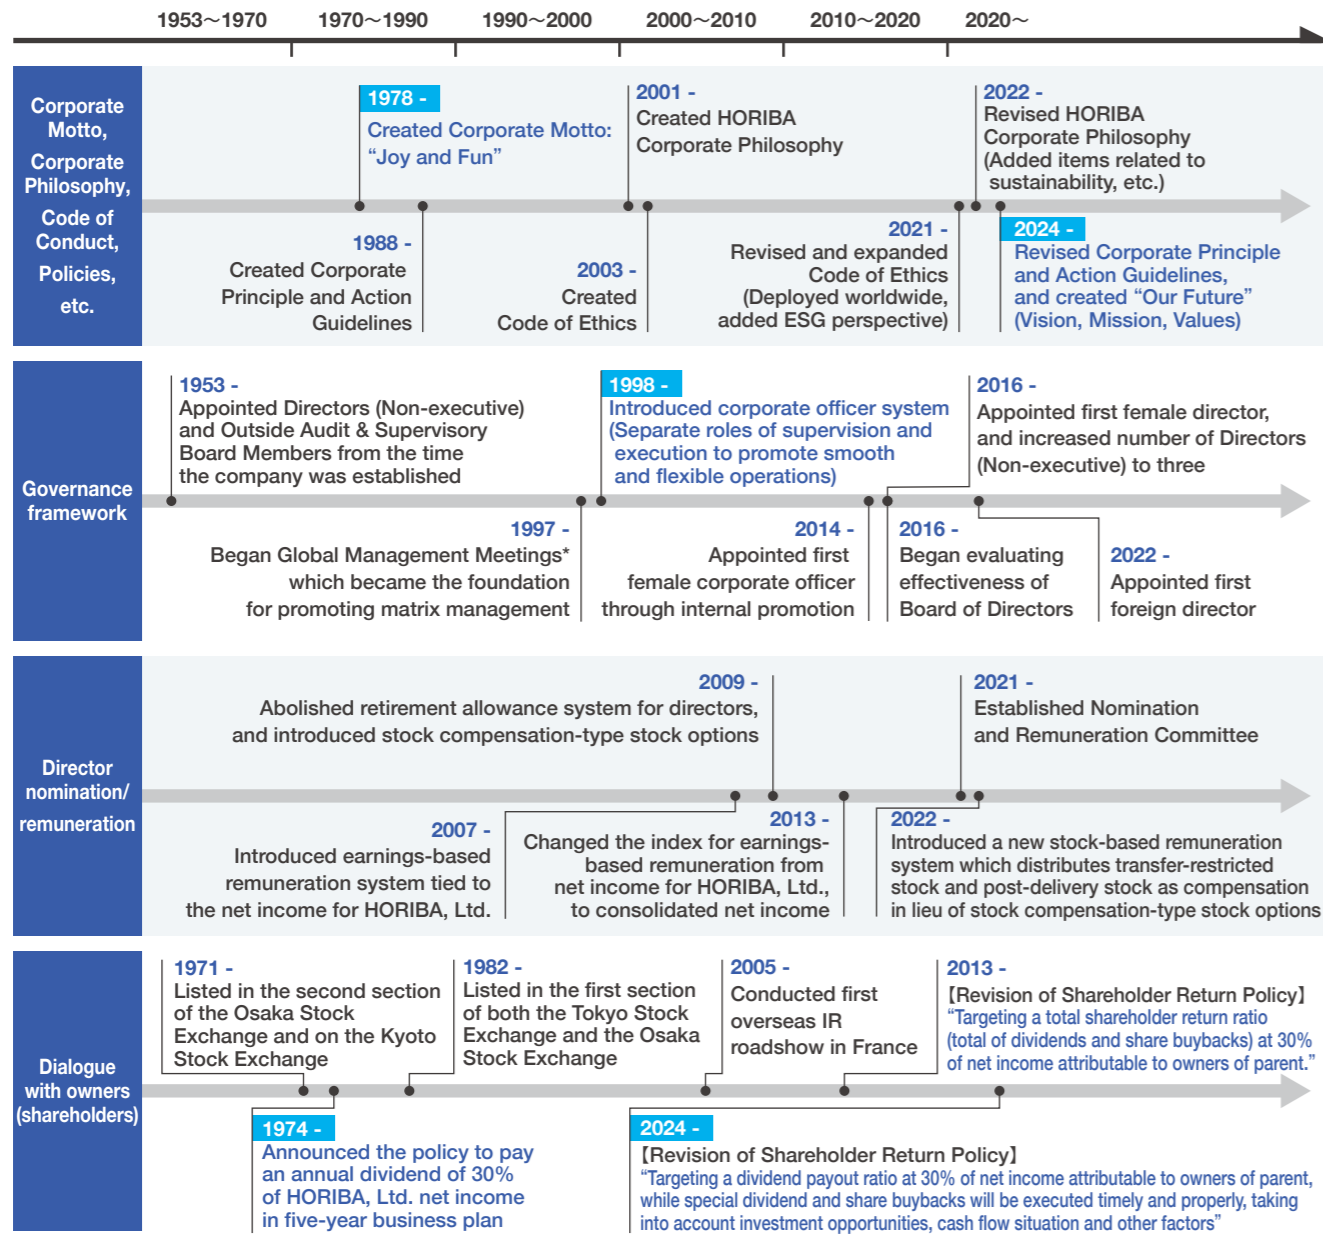 1953～1970
1970～1990
1990～2000
2000～2010
2010～2020
2020～
Corporate
Motto,
Corporate
Philosophy,
Code of
Conduct,
Policies,
etc.
1978 -
Created Corporate Motto:
“Joy and Fun”
2001 -
Created HORIBA
Corporate Philosophy
2022 -
Revised HORIBA
Corporate Philosophy
(Added items related to
sustainability, etc.)
1988 -
Created Corporate
Principle and Action
Guidelines
2003 -
Created
Code of Ethics
2021 -
Revised and expanded
Code of Ethics
(Deployed worldwide,
added ESG perspective)
2024 -
Revised Corporate Principle
and Action Guidelines,
and created “Our Future”
(Vision, Mission, Values)
Governance
framework
1953 -
Appointed Directors (Non-executive)
and Outside Audit & Supervisory
Board Members from the time
the company was established
1998 -
Introduced corporate officer system
(Separate roles of supervision and
execution to promote smooth
and flexible operations)
2016 -
Appointed first female director,
and increased number of Directors
(Non-executive) to three
1997 -
Began Global Management Meetings*
which became the foundation
for promoting matrix management
2014 -
Appointed first
female corporate officer
through internal promotion
2016 -
Began evaluating
effectiveness of
Board of Directors
2022 -
Appointed first
foreign director
Director
nomination/
remuneration
2009 -
Abolished retirement allowance system for directors,
and introduced stock compensation-type stock options
2021 -
Established Nomination
and Remuneration Committee
2007 -
Introduced earnings-based
remuneration system tied to
the net income for HORIBA, Ltd.
2013 -
Changed the index for earnings-
based remuneration from
net income for HORIBA, Ltd.,
to consolidated net income
2022 -
Introduced a new stock-based remuneration
system which distributes transfer-restricted
stock and post-delivery stock as compensation
in lieu of stock compensation-type stock options
Dialogue
with owners
(shareholders)
1971 -
Listed in the second section
of the Osaka Stock
Exchange and on the Kyoto
Stock Exchange
1982 -
Listed in the first section
of both the Tokyo Stock
Exchange and the Osaka
Stock Exchange
2005 -
Conducted first
overseas IR
roadshow in France
2013 -
【Revision of Shareholder Return Policy】
“Targeting a total shareholder return ratio
(total of dividends and share buybacks) at 30%
of net income attributable to owners of parent.”
1974 -
Announced the policy to pay
an annual dividend of 30%
of HORIBA, Ltd. net income
in five-year business plan
2024 -
【Revision of Shareholder Return Policy】
“Targeting a dividend payout ratio at 30% of net income attributable to owners of parent,
while special dividend and share buybacks will be executed timely and properly, taking
into account investment opportunities, cash flow situation and other factors”